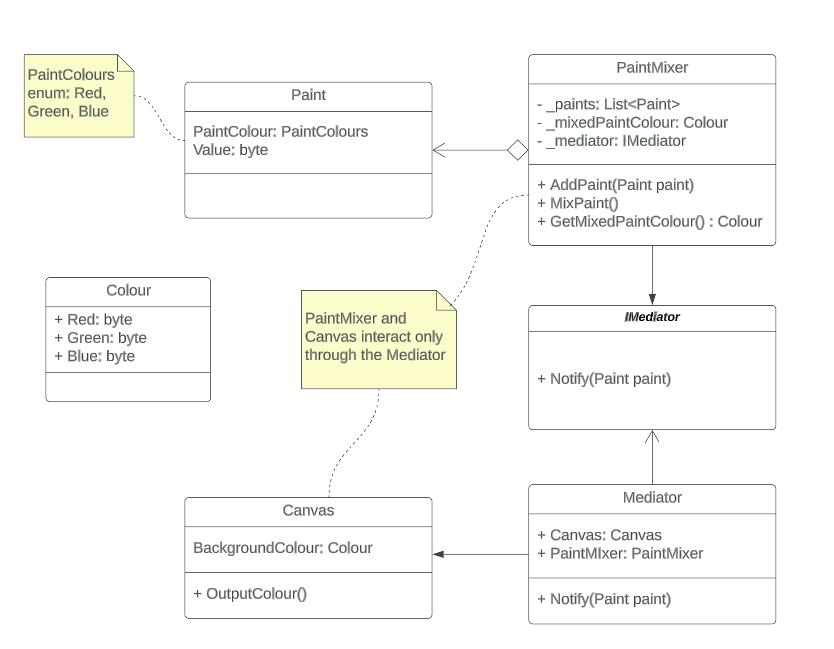 PaintColours
enum: Red,
Green, Blue
Paint
PaintColour: PaintColours
Value: byte
PaintMixer
- _paints: List<Paint>
- _mixedPaintColour: Colour
- _mediator: IMediator
+ AddPaint(Paint paint)
+ MixPaint()
+ GetMixedPaintColour() : Colour
Colour
+ Red: byte
+ Green: byte
+ Blue: byte
PaintMixer and
Canvas interact only
through the Mediator
IMediator
+ Notify(Paint paint)
Canvas
BackgroundColour: Colour
+ OutputColour()
Mediator
+ Canvas: Canvas
+ PaintMIxer: PaintMixer
+ Notify(Paint paint)